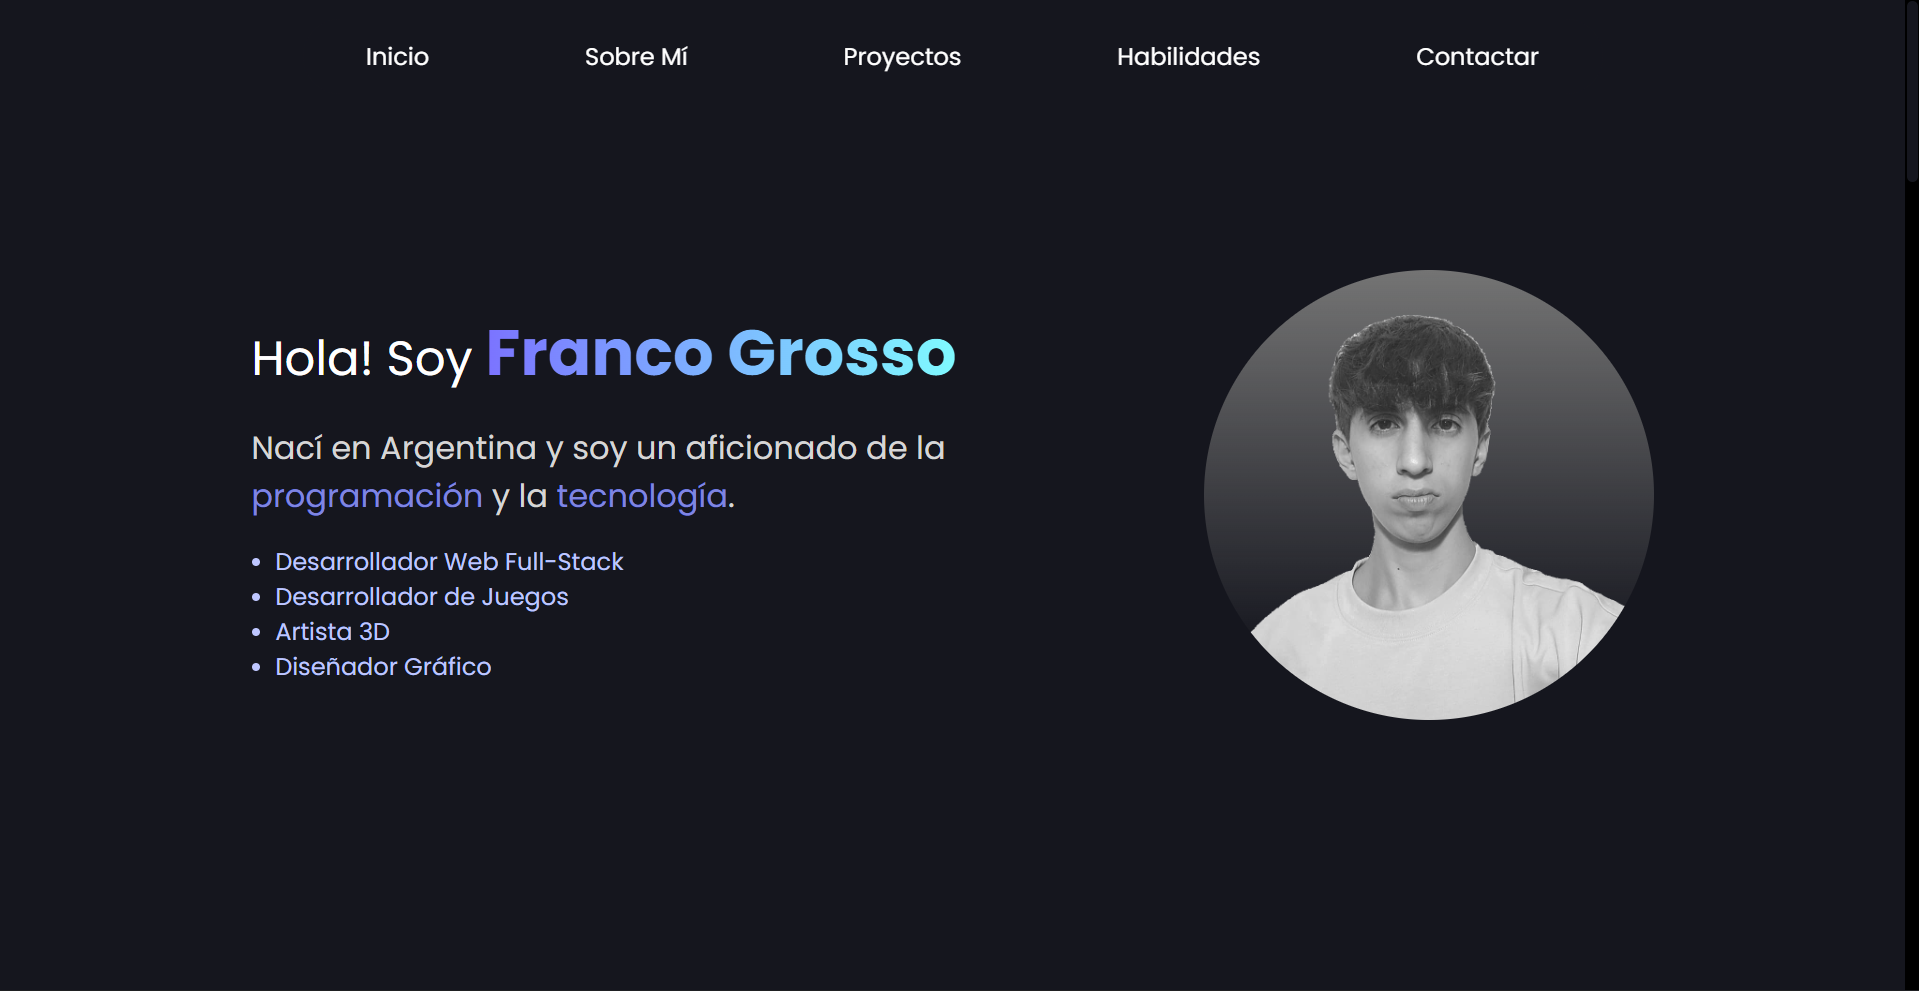 Inicio
Sobre Mí
Proyectos
Habilidades
Contactar
Hola! Soy Franco Grosso
Nací en Argentina y soy un aficionado de la
programación y la tecnología.
• Desarrollador Web Full-Stack
• Desarrollador de Juegos
• Artista 3D
• Diseñador Gráfico